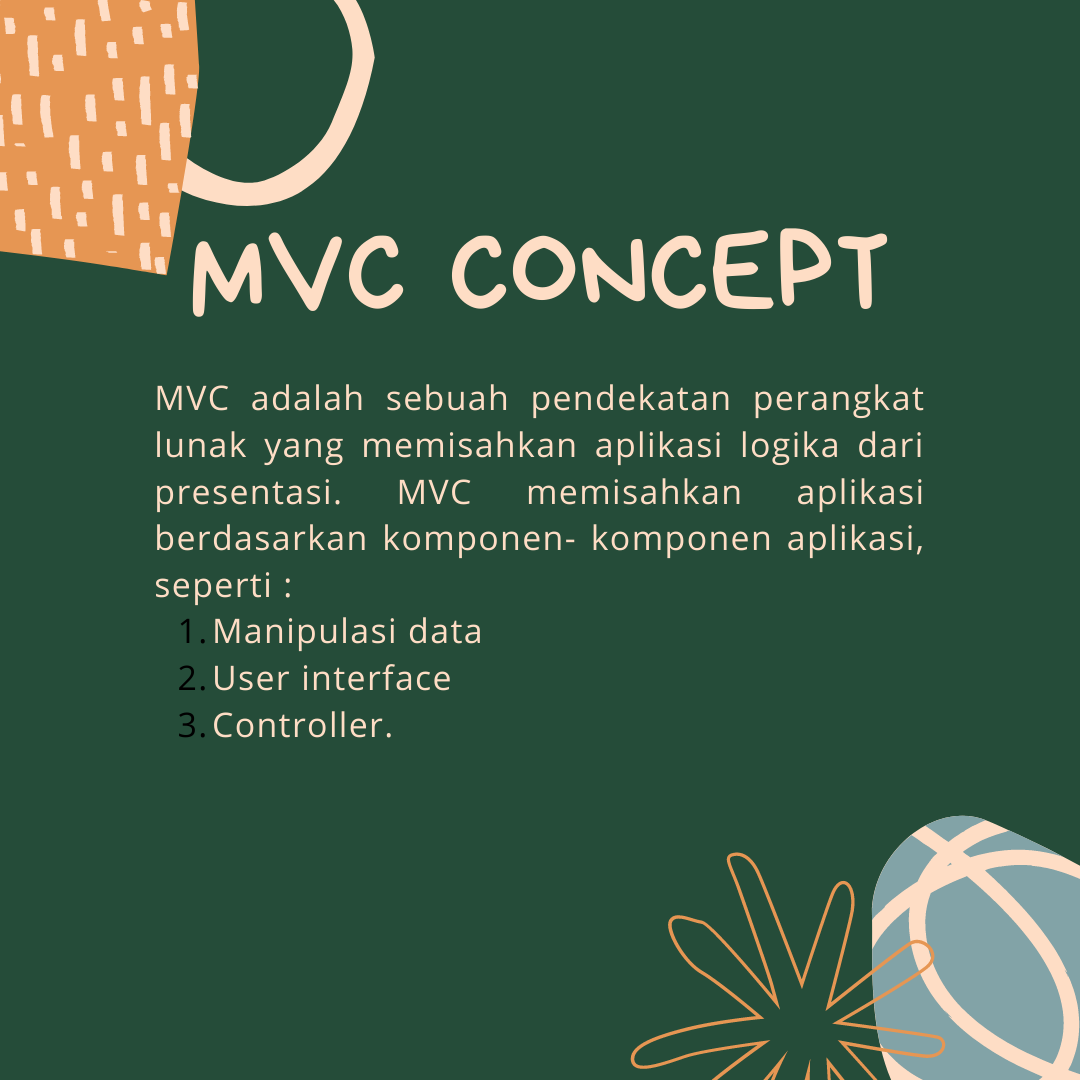 MVC CONCEPT
MVC adalah sebuah pendekatan perangkat
lunak yang memisahkan aplikasi logika dari
presentasi. MVC memisahkan aplikasi
berdasarkan komponen- komponen aplikasi,
seperti :
1. Manipulasi data
2. User interface
3. Controller.